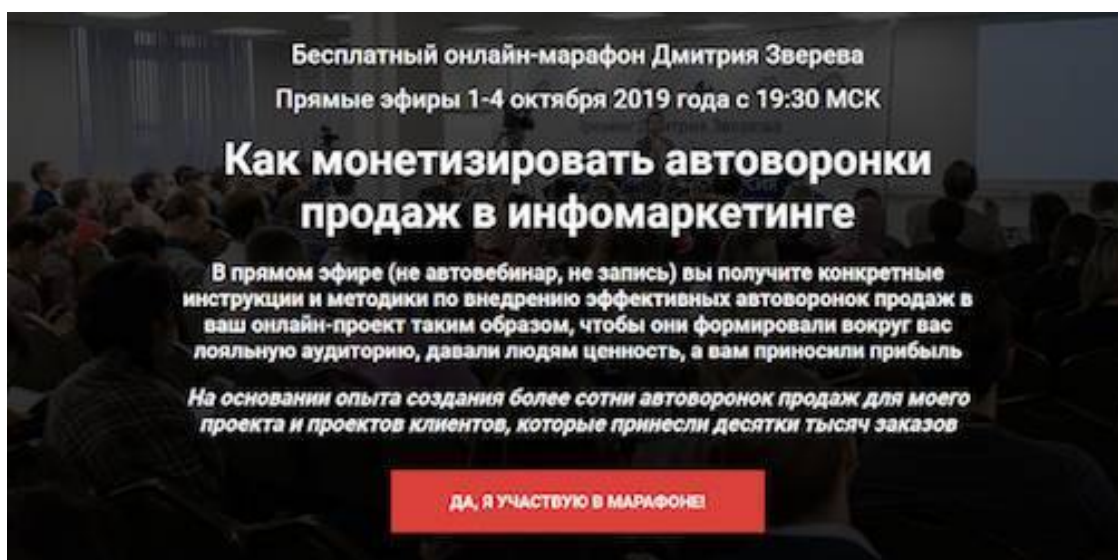 Бесплатный онлайн-марафон Дмитрия Зверева
Прямые эфиры 1-4 октября 2019 года с 19:30 МСК
Как монетизировать автоворонки
продаж в инфомаркетинге
В прямом эфире (не автовебинар, не запись) вы получите конкретные
инструкции и методики по внедрению эффективных автоворонок продаж в
ваш онлайн-проект таким образом, чтобы они формировали вокруг вас
лояльную аудиторию, давали людям ценность, а вам приносили прибыль
На основании опыта создания более сотни автоворонок продаж для моего
проекта и проектов клиентов, которые принесли десятки тысяч заказов
ДА, Я УЧАСТВУЮ В МАРАФОНЕ!